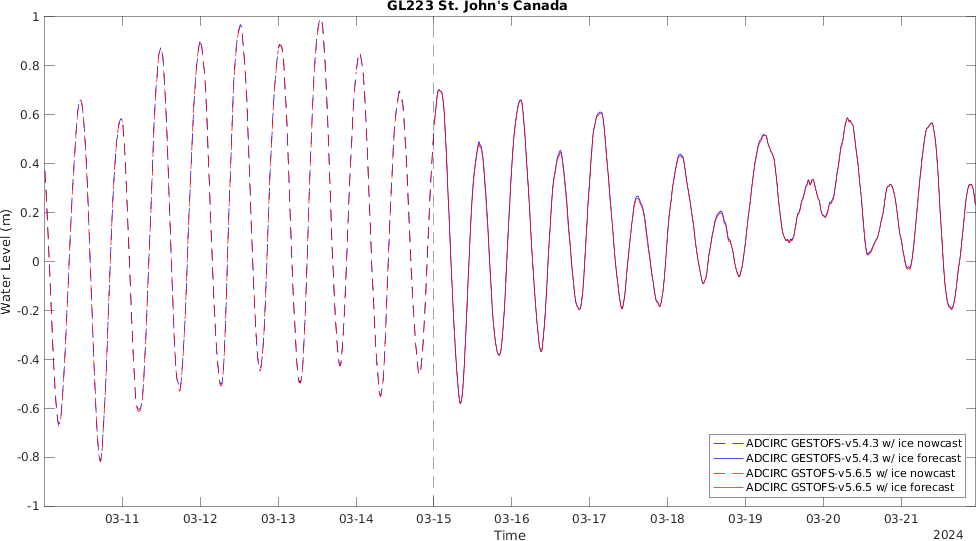 GL223 St. John's Canada
1
0.8
0.6
0.4
0.2
0
-0.2
-0.4
-0.6
-0.8
-1
Water Level (m)
ADCIRC GESTOFS-v5.4.3 w/ ice nowcast
ADCIRC GESTOFS-v5.4.3 w/ ice forecast
ADCIRC GSTOFS-v5.6.5 w/ ice nowcast
ADCIRC GSTOFS-v5.6.5 w/ ice forecast
03-11 03-12 03-13 03-14 03-15 03-16 03-17 03-18 03-19 03-20 03-21
Time
2024